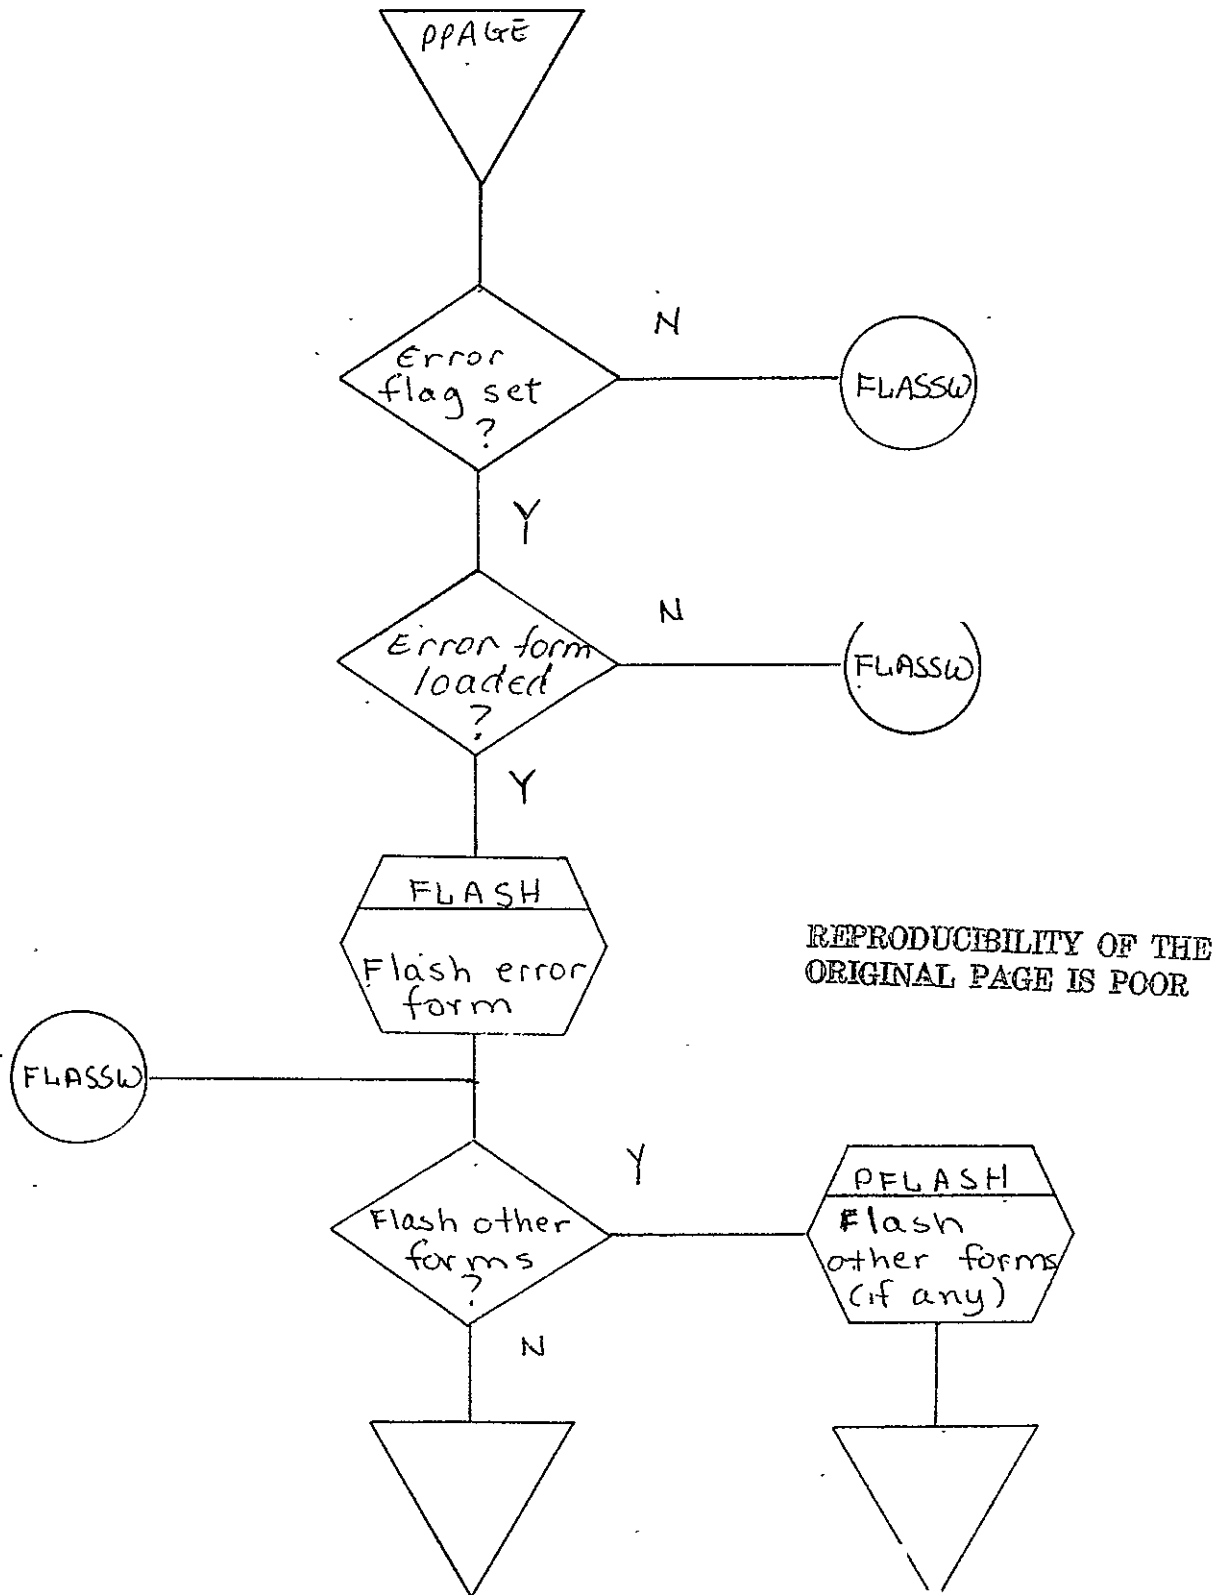 PPAGE
N
Error
flag set
?
FLASSW
Y
N
Error form
loaded
?
FLASSW
Y
FLASH
Flash error
form
REPRODUCIBILITY OF THE
ORIGINAL PAGE IS POOR
FLASSW
Y
Flash other
forms
?
PFLASH
Flash
other forms
(if any)
N